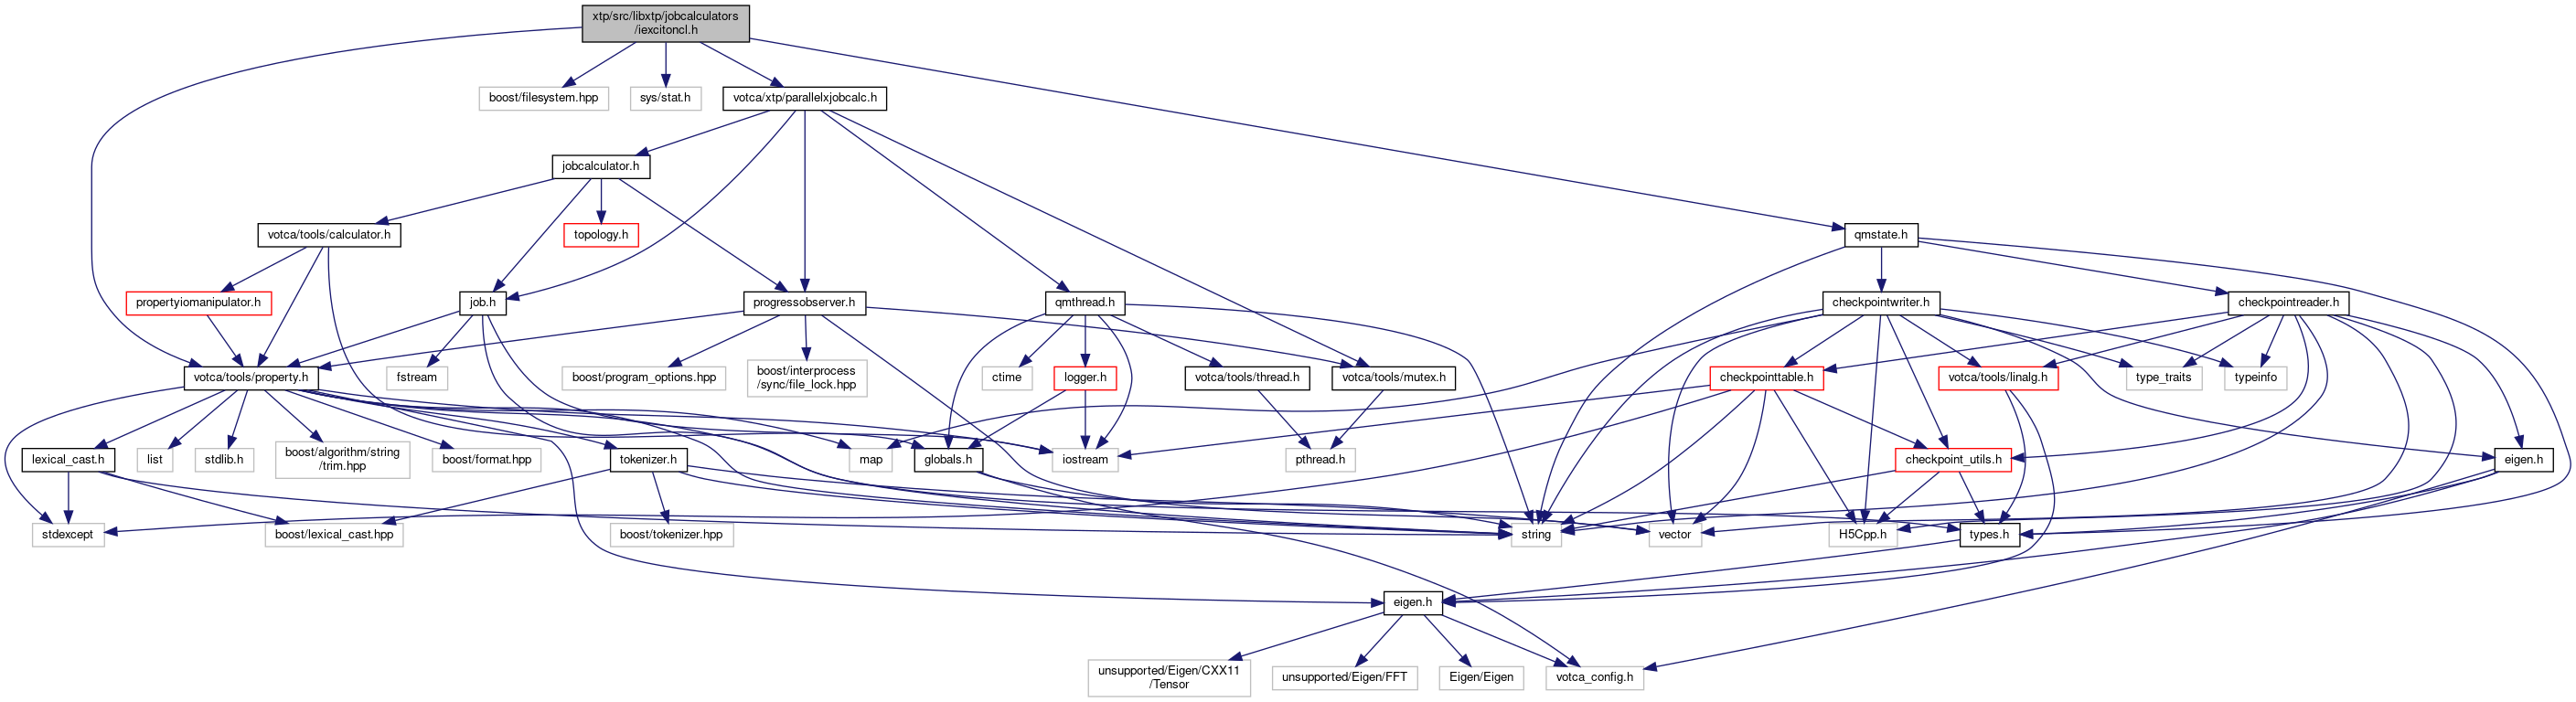 xtp/src/libxtp/jobcalculators
/iexcitoncl.h
boost/filesystem.hpp
sys/stat.h
votca/xtp/parallelxjobcalc.h
jobcalculator.h
votca/tools/calculator.h
topology.h
qmstate.h
propertyiomanipulator.h
job.h
progressobserver.h
qmthread.h
checkpointwriter.h
checkpointreader.h
votca/tools/property.h
fstream
boost/program_options.hpp
boost/interprocess
/sync/file_lock.hpp
ctime
logger.h
votca/tools/thread.h
votca/tools/mutex.h
checkpointtable.h
votca/tools/linalg.h
type_traits
typeinfo
lexical_cast.h
list
stdlib.h
boost/algorithm/string
/trim.hpp
boost/format.hpp
tokenizer.h
map
globals.h
iostream
pthread.h
checkpoint_utils.h
eigen.h
stdexcept
boost/lexical_cast.hpp
boost/tokenizer.hpp
string
vector
H5Cpp.h
types.h
eigen.h
unsupported/Eigen/CXX11
/Tensor
unsupported/Eigen/FFT
Eigen/Eigen
votca_config.h